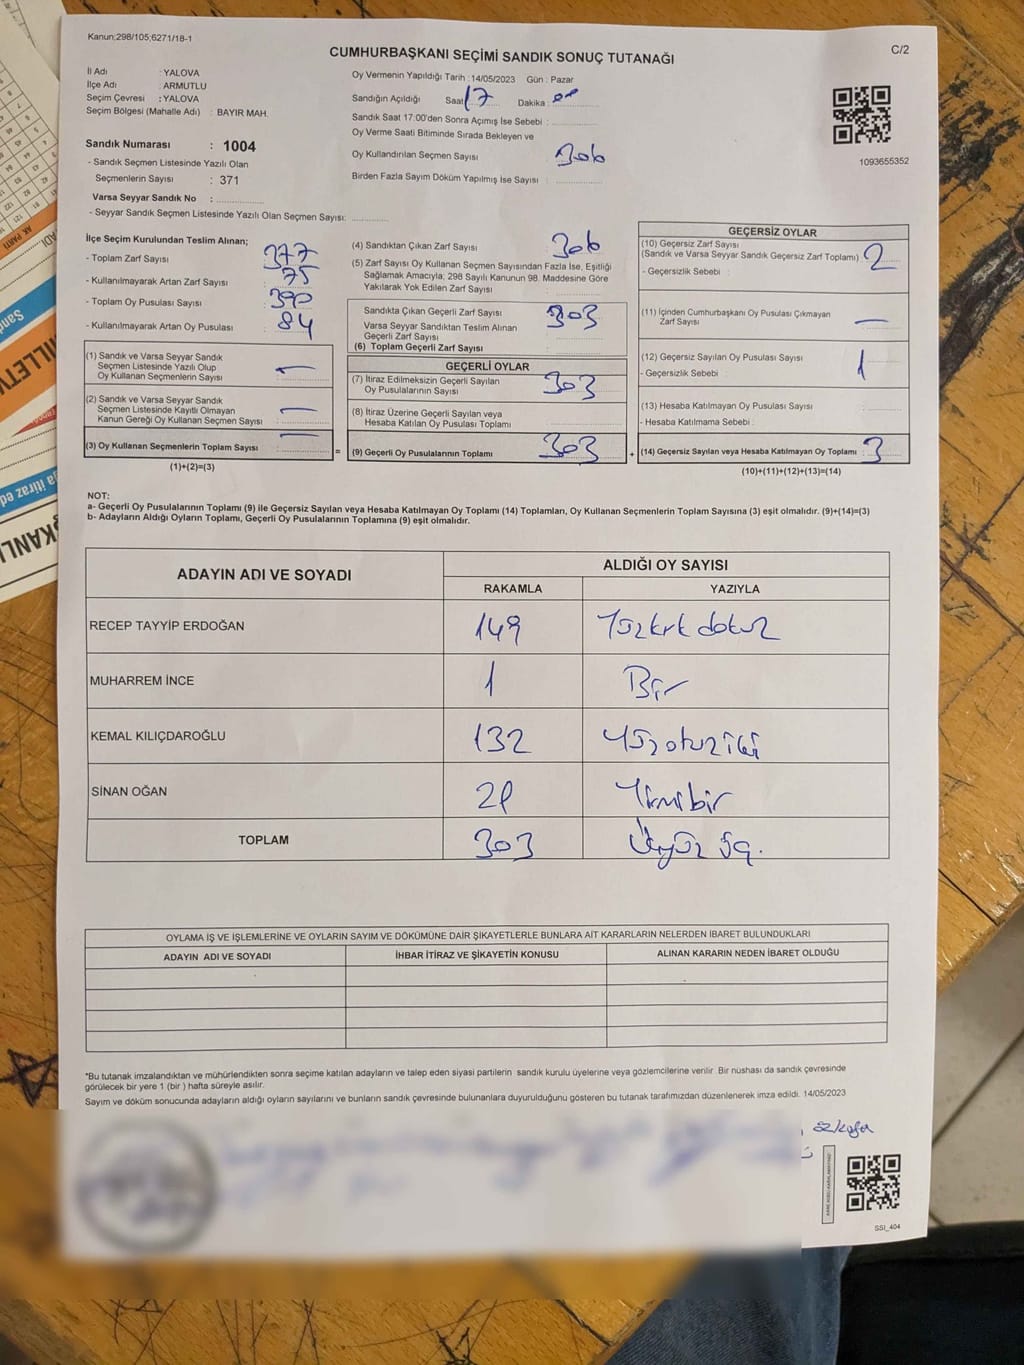 Kanun;298/105;6271/18-1
CUMHURBAŞKANI SEÇİMİ SANDIK SONUÇ TUTANAĞI
C/2
İl Adı : YALOVA
İlçe Adı : ARMUTLU
Seçim Çevresi : YALOVA
Seçim Bölgesi (Mahalle Adı) : BAYIR MAH.
Sandık Numarası : 1004
- Sandık Seçmen Listesinde Yazılı Olan
Seçmenlerin Sayısı : 371
Varsa Seyyar Sandık No :
- Seyyar Sandık Seçmen Listesinde Yazılı Olan Seçmen Sayısı:
Oy Vermenin Yapıldığı Tarih : 14/05/2023 Gün : Pazar
Sandığın Açıldığı Saat 17 Dakika : 00
Sandık Saat 17:00'den Sonra Açımış İse Sebebi :
Oy Verme Saati Bitiminde Sırada Bekleyen ve
Oy Kullandırılan Seçmen Sayısı 306
Birden Fazla Sayım Döküm Yapılmış İse Sayısı :
1093655352
İlçe Seçim Kurulundan Teslim Alınan;
- Toplam Zarf Sayısı : 377
- Kullanılmayarak Artan Zarf Sayısı : 75
- Toplam Oy Pusulası Sayısı : 390
- Kullanılmayarak Artan Oy Pusulası : 84
(1) Sandık ve Varsa Seyyar Sandık
Seçmen Listesinde Yazılı Olup
Oy Kullanan Seçmenlerin Sayısı : —
(2) Sandık ve Varsa Seyyar Sandık
Seçmen Listesinde Kayıtlı Olmayan
Kanun Gereği Oy Kullanan Seçmen Sayısı : —
(3) Oy Kullanan Seçmenlerin Toplam Sayısı : —
(1)+(2)=(3)
(4) Sandıktan Çıkan Zarf Sayısı 306
(5) Zarf Sayısı Oy Kullanan Seçmen Sayısından Fazla İse, Eşitliği
Sağlamak Amacıyla; 298 Sayılı Kanunun 98. Maddesine Göre
Yakılarak Yok Edilen Zarf Sayısı :
Sandıkta Çıkan Geçerli Zarf Sayısı 303
Varsa Seyyar Sandıktan Teslim Alınan
Geçerli Zarf Sayısı :
(6) Toplam Geçerli Zarf Sayısı :
GEÇERLİ OYLAR
(7) İtiraz Edilmeksizin Geçerli Sayılan
Oy Pusulalarının Sayısı : 303
(8) İtiraz Üzerine Geçerli Sayılan veya
Hesaba Katılan Oy Pusulası Toplamı :
= (9) Geçerli Oy Pusulalarının Toplamı : 303
GEÇERSİZ OYLAR
(10) Geçersiz Zarf Sayısı
(Sandık ve Varsa Seyyar Sandık Geçersiz Zarf Toplamı) : 2
- Geçersizlik Sebebi :
(11) İçinden Cumhurbaşkanı Oy Pusulası Çıkmayan
Zarf Sayısı : —
(12) Geçersiz Sayılan Oy Pusulası Sayısı : 1
- Geçersizlik Sebebi :
(13) Hesaba Katılmayan Oy Pusulası Sayısı :
- Hesaba Katılmama Sebebi :
+ (14) Geçersiz Sayılan veya Hesaba Katılmayan Oy Toplamı : 3
(10)+(11)+(12)+(13)=(14)
NOT:
a- Geçerli Oy Pusulalarının Toplamı (9) ile Geçersiz Sayılan veya Hesaba Katılmayan Oy Toplamı (14) Toplamları, Oy Kullanan Seçmenlerin Toplam Sayısına (3) eşit olmalıdır. (9)+(14)=(3)
b- Adayların Aldığı Oyların Toplamı, Geçerli Oy Pusulalarının Toplamına (9) eşit olmalıdır.
ADAYIN ADI VE SOYADI ALDIĞI OY SAYISI
RAKAMLA YAZIYLA
RECEP TAYYİP ERDOĞAN 149 Yüzkırk dokuz
MUHARREM İNCE 1 Bir
KEMAL KILIÇDAROĞLU 132 Yüz otuz iki
SİNAN OĞAN 21 Yirmi bir
TOPLAM 303 Üçyüz üç.
OYLAMA İŞ VE İŞLEMLERİNE VE OYLARIN SAYIM VE DÖKÜMÜNE DAİR ŞİKAYETLERLE BUNLARA AİT KARARLARIN NELERDEN İBARET BULUNDUKLARI
ADAYIN ADI VE SOYADI İHBAR İTİRAZ VE ŞİKAYETİN KONUSU ALINAN KARARIN NEDEN İBARET OLDUĞU
*Bu tutanak imzalandıktan ve mühürlendikten sonra seçime katılan adayların ve talep eden siyasi partilerin sandık kurulu üyelerine veya gözlemcilerine verilir. Bir nüshası da sandık çevresinde
görülecek bir yere 1 (bir ) hafta süreyle asılır.
Sayım ve döküm sonucunda adayların aldığı oyların sayılarını ve bunların sandık çevresinde bulunanlara duyurulduğunu gösteren bu tutanak tarafımızdan düzenlenerek imza edildi. 14/05/2023
SSİ_404